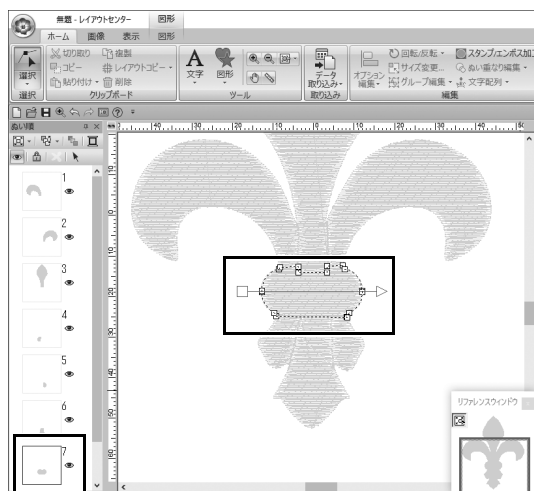 無題 - レイアウトセンター 図形
ホーム 画像 表示 図形
選択
選択
切り取り 複製
コピー レイアウトコピー
貼り付け 削除
クリップボード
文字 図形
ツール
データ
取り込み
取り込み
オプション
編集
回転/反転 スタンプ/エンボス加
サイズ変更... ぬい重なり編集
グループ編集 文字配列
編集
ぬい順
1
2
3
4
5
6
7
リファレンスウィンドウ